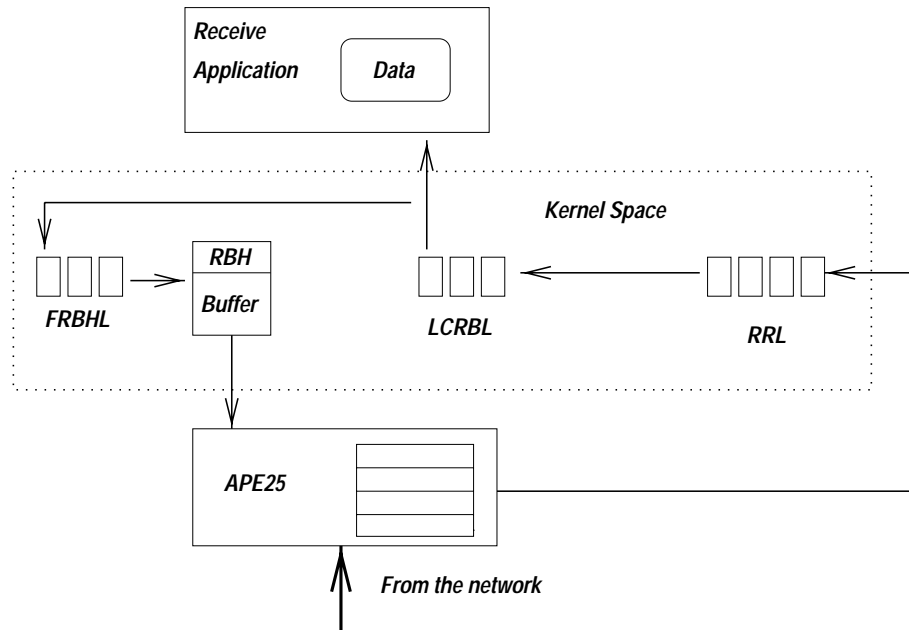 Receive
Application
Data
Kernel Space
RBH
Buffer
FRBHL
LCRBL
RRL
APE25
From the network